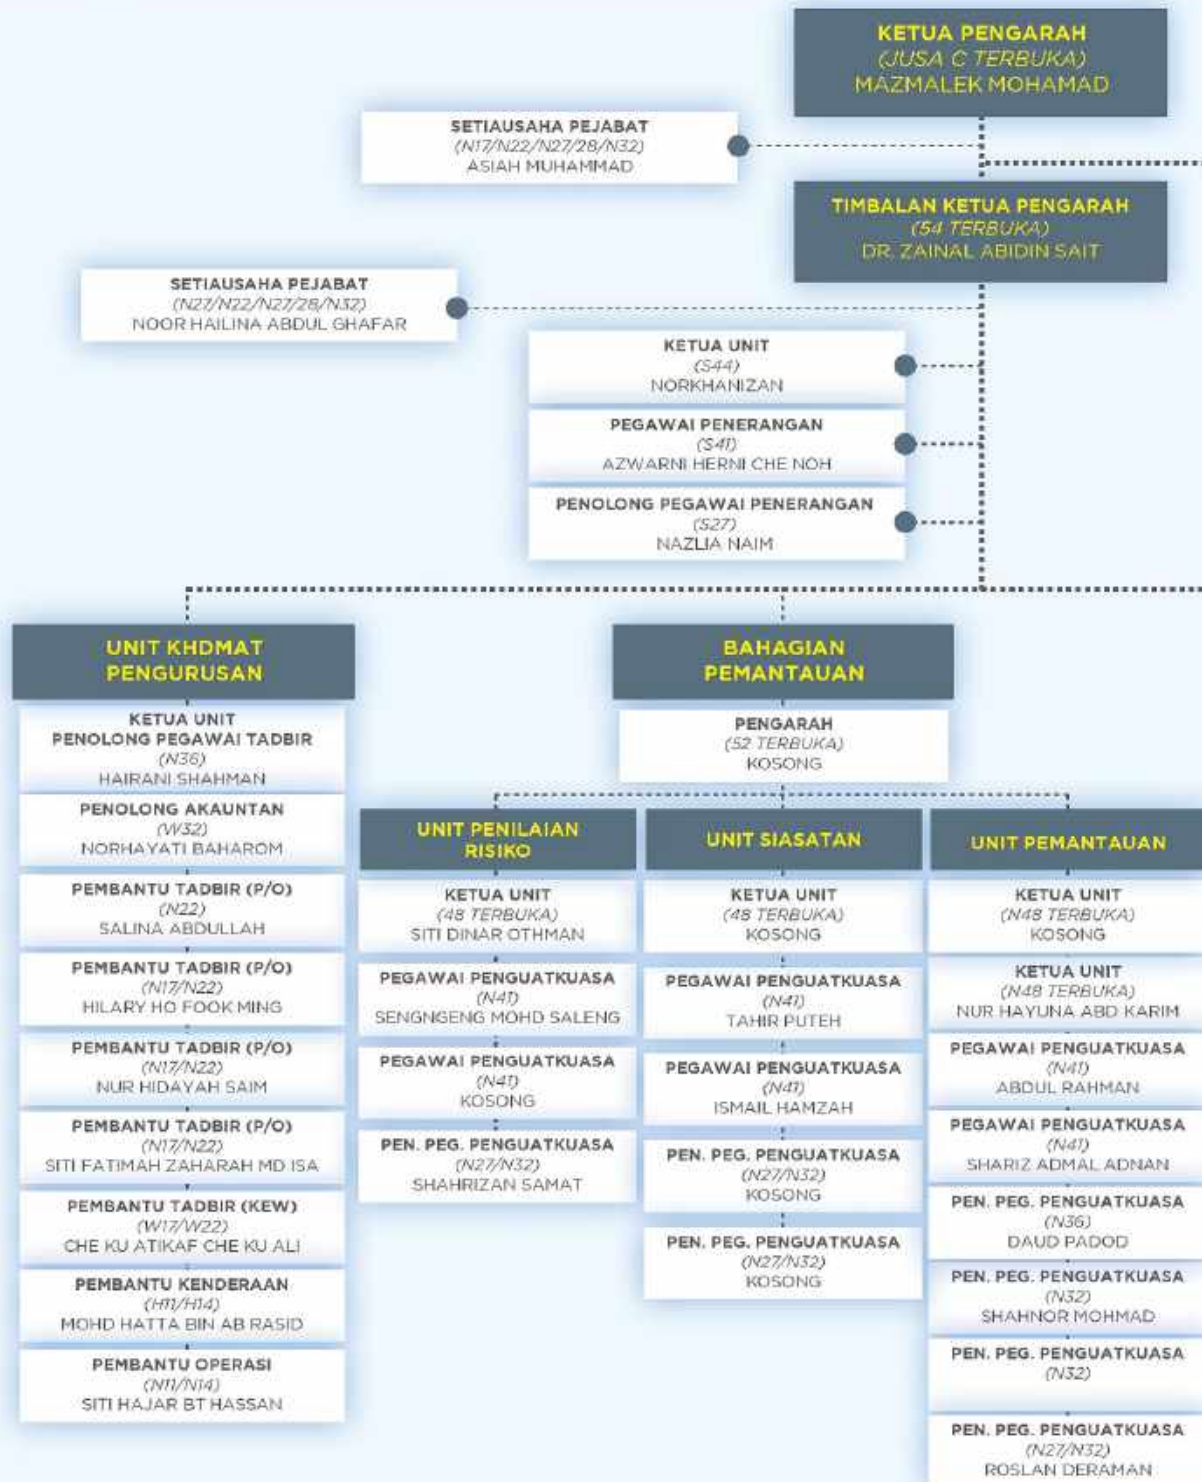 KETUA PENGARAH
(JUSA C TERBUKA)
MAZMALEK MOHAMAD
SETIAUSAHA PEJABAT
(N17/N22/N27/28/N32)
ASIAH MUHAMMAD
TIMBALAN KETUA PENGARAH
(54 TERBUKA)
DR. ZAINAL ABIDIN SAIT
SETIAUSAHA PEJABAT
(N27/N22/N27/28/N32)
NOOR HAILINA ABDUL GHAFAR
KETUA UNIT
(S44)
NORKHANIZAN
PEGAWAI PENERANGAN
(S41)
AZWARNI HERNI CHE NOH
PENOLONG PEGAWAI PENERANGAN
(S27)
NAZLIA NAIM
UNIT KHDMAT
PENGURUSAN
KETUA UNIT
PENOLONG PEGAWAI TADBIR
(N36)
HAIRANI SHAHMAN
PENOLONG AKAUNTAN
(W32)
NORHAYATI BAHAROM
PEMBANTU TADBIR (P/O)
(N22)
SALINA ABDULLAH
PEMBANTU TADBIR (P/O)
(N17/N22)
HILARY HO FOOK MING
PEMBANTU TADBIR (P/O)
(N17/N22)
NUR HIDAYAH SAIM
PEMBANTU TADBIR (P/O)
(N17/N22)
SITI FATIMAH ZAHARAH MD ISA
PEMBANTU TADBIR (KEW)
(W17/W22)
CHE KU ATIKAF CHE KU ALI
PEMBANTU KENDERAAN
(H11/H14)
MOHD HATTA BIN AB RASID
PEMBANTU OPERASI
(N11/N14)
SITI HAJAR BT HASSAN
BAHAGIAN
PEMANTAUAN
PENGARAH
(52 TERBUKA)
KOSONG
UNIT PENILAIAN
RISIKO
KETUA UNIT
(48 TERBUKA)
SITI DINAR OTHMAN
PEGAWAI PENGUATKUASA
(N41)
SENGNGENG MOHD SALENG
PEGAWAI PENGUATKUASA
(N41)
KOSONG
PEN. PEG. PENGUATKUASA
(N27/N32)
SHAHRIZAN SAMAT
UNIT SIASATAN
KETUA UNIT
(48 TERBUKA)
KOSONG
PEGAWAI PENGUATKUASA
(N41)
TAHIR PUTEH
PEGAWAI PENGUATKUASA
(N41)
ISMAIL HAMZAH
PEN. PEG. PENGUATKUASA
(N27/N32)
KOSONG
PEN. PEG. PENGUATKUASA
(N27/N32)
KOSONG
UNIT PEMANTAUAN
KETUA UNIT
(N48 TERBUKA)
KOSONG
KETUA UNIT
(N48 TERBUKA)
NUR HAYUNA ABD KARIM
PEGAWAI PENGUATKUASA
(N41)
ABDUL RAHMAN
PEGAWAI PENGUATKUASA
(N41)
SHARIZ ADMAL ADNAN
PEN. PEG. PENGUATKUASA
(N36)
DAUD PADOD
PEN. PEG. PENGUATKUASA
(N32)
SHAHNOR MOHMAD
PEN. PEG. PENGUATKUASA
(N32)
PEN. PEG. PENGUATKUASA
(N27/N32)
ROSLAN DERAMAN